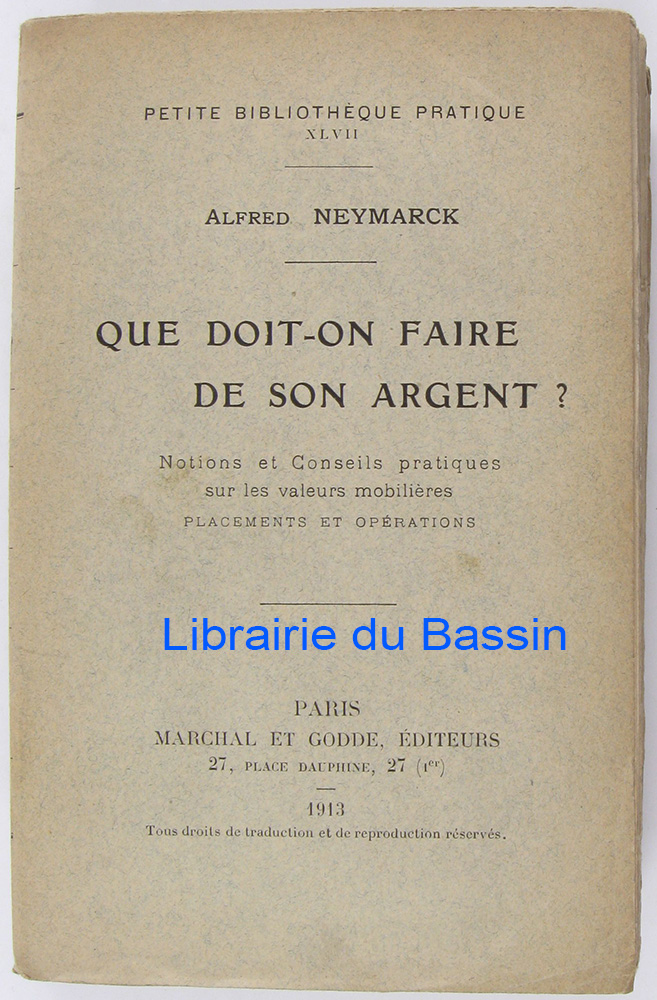 PETITE BIBLIOTHÈQUE PRATIQUE
XLVII
ALFRED NEYMARCK
QUE DOIT-ON FAIRE
DE SON ARGENT ?
Notions et Conseils pratiques
sur les valeurs mobilières
PLACEMENTS ET OPÉRATIONS
Librairie du Bassin
PARIS
MARCHAL ET GODDE, ÉDITEURS
27, PLACE DAUPHINE, 27 (1er)
1913
Tous droits de traduction et de reproduction réservés.